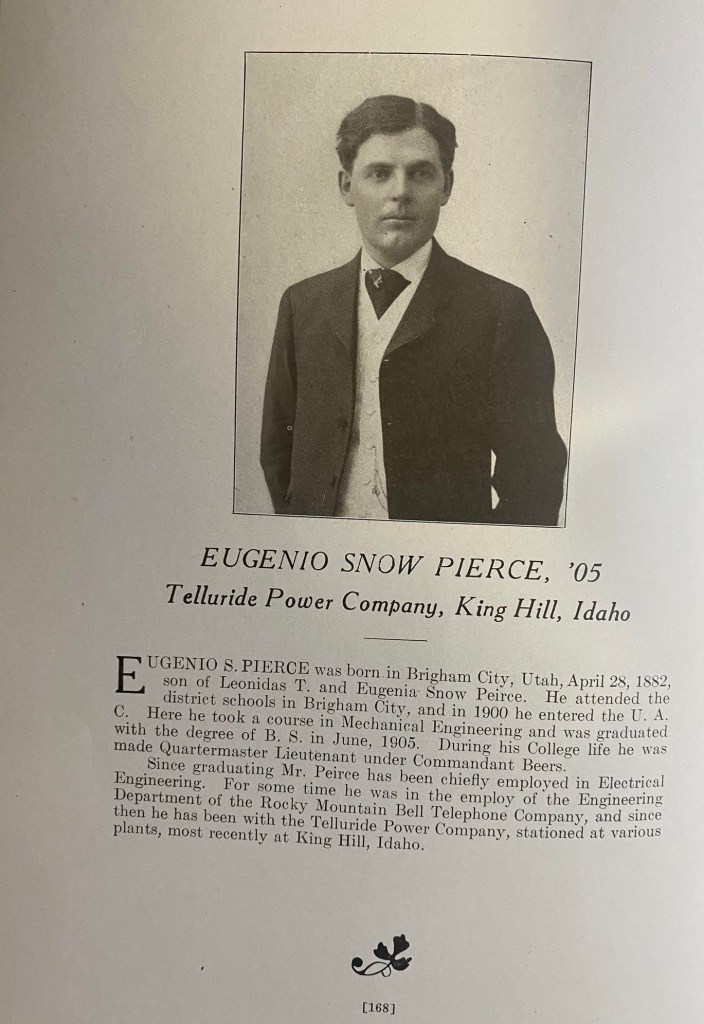 EUGENIO SNOW PIERCE, '05
Telluride Power Company, King Hill, Idaho
EUGENIO S. PIERCE was born in Brigham City, Utah, April 28, 1882,
son of Leonidas T. and Eugenia Snow Peirce. He attended the
district schools in Brigham City, and in 1900 he entered the U. A.
C. Here he took a course in Mechanical Engineering and was graduated
with the degree of B. S. in June, 1905. During his College life he was
made Quartermaster Lieutenant under Commandant Beers.
Since graduating Mr. Peirce has been chiefly employed in Electrical
Engineering. For some time he was in the employ of the Engineering
Department of the Rocky Mountain Bell Telephone Company, and since
then he has been with the Telluride Power Company, stationed at various
plants, most recently at King Hill, Idaho.
[168]